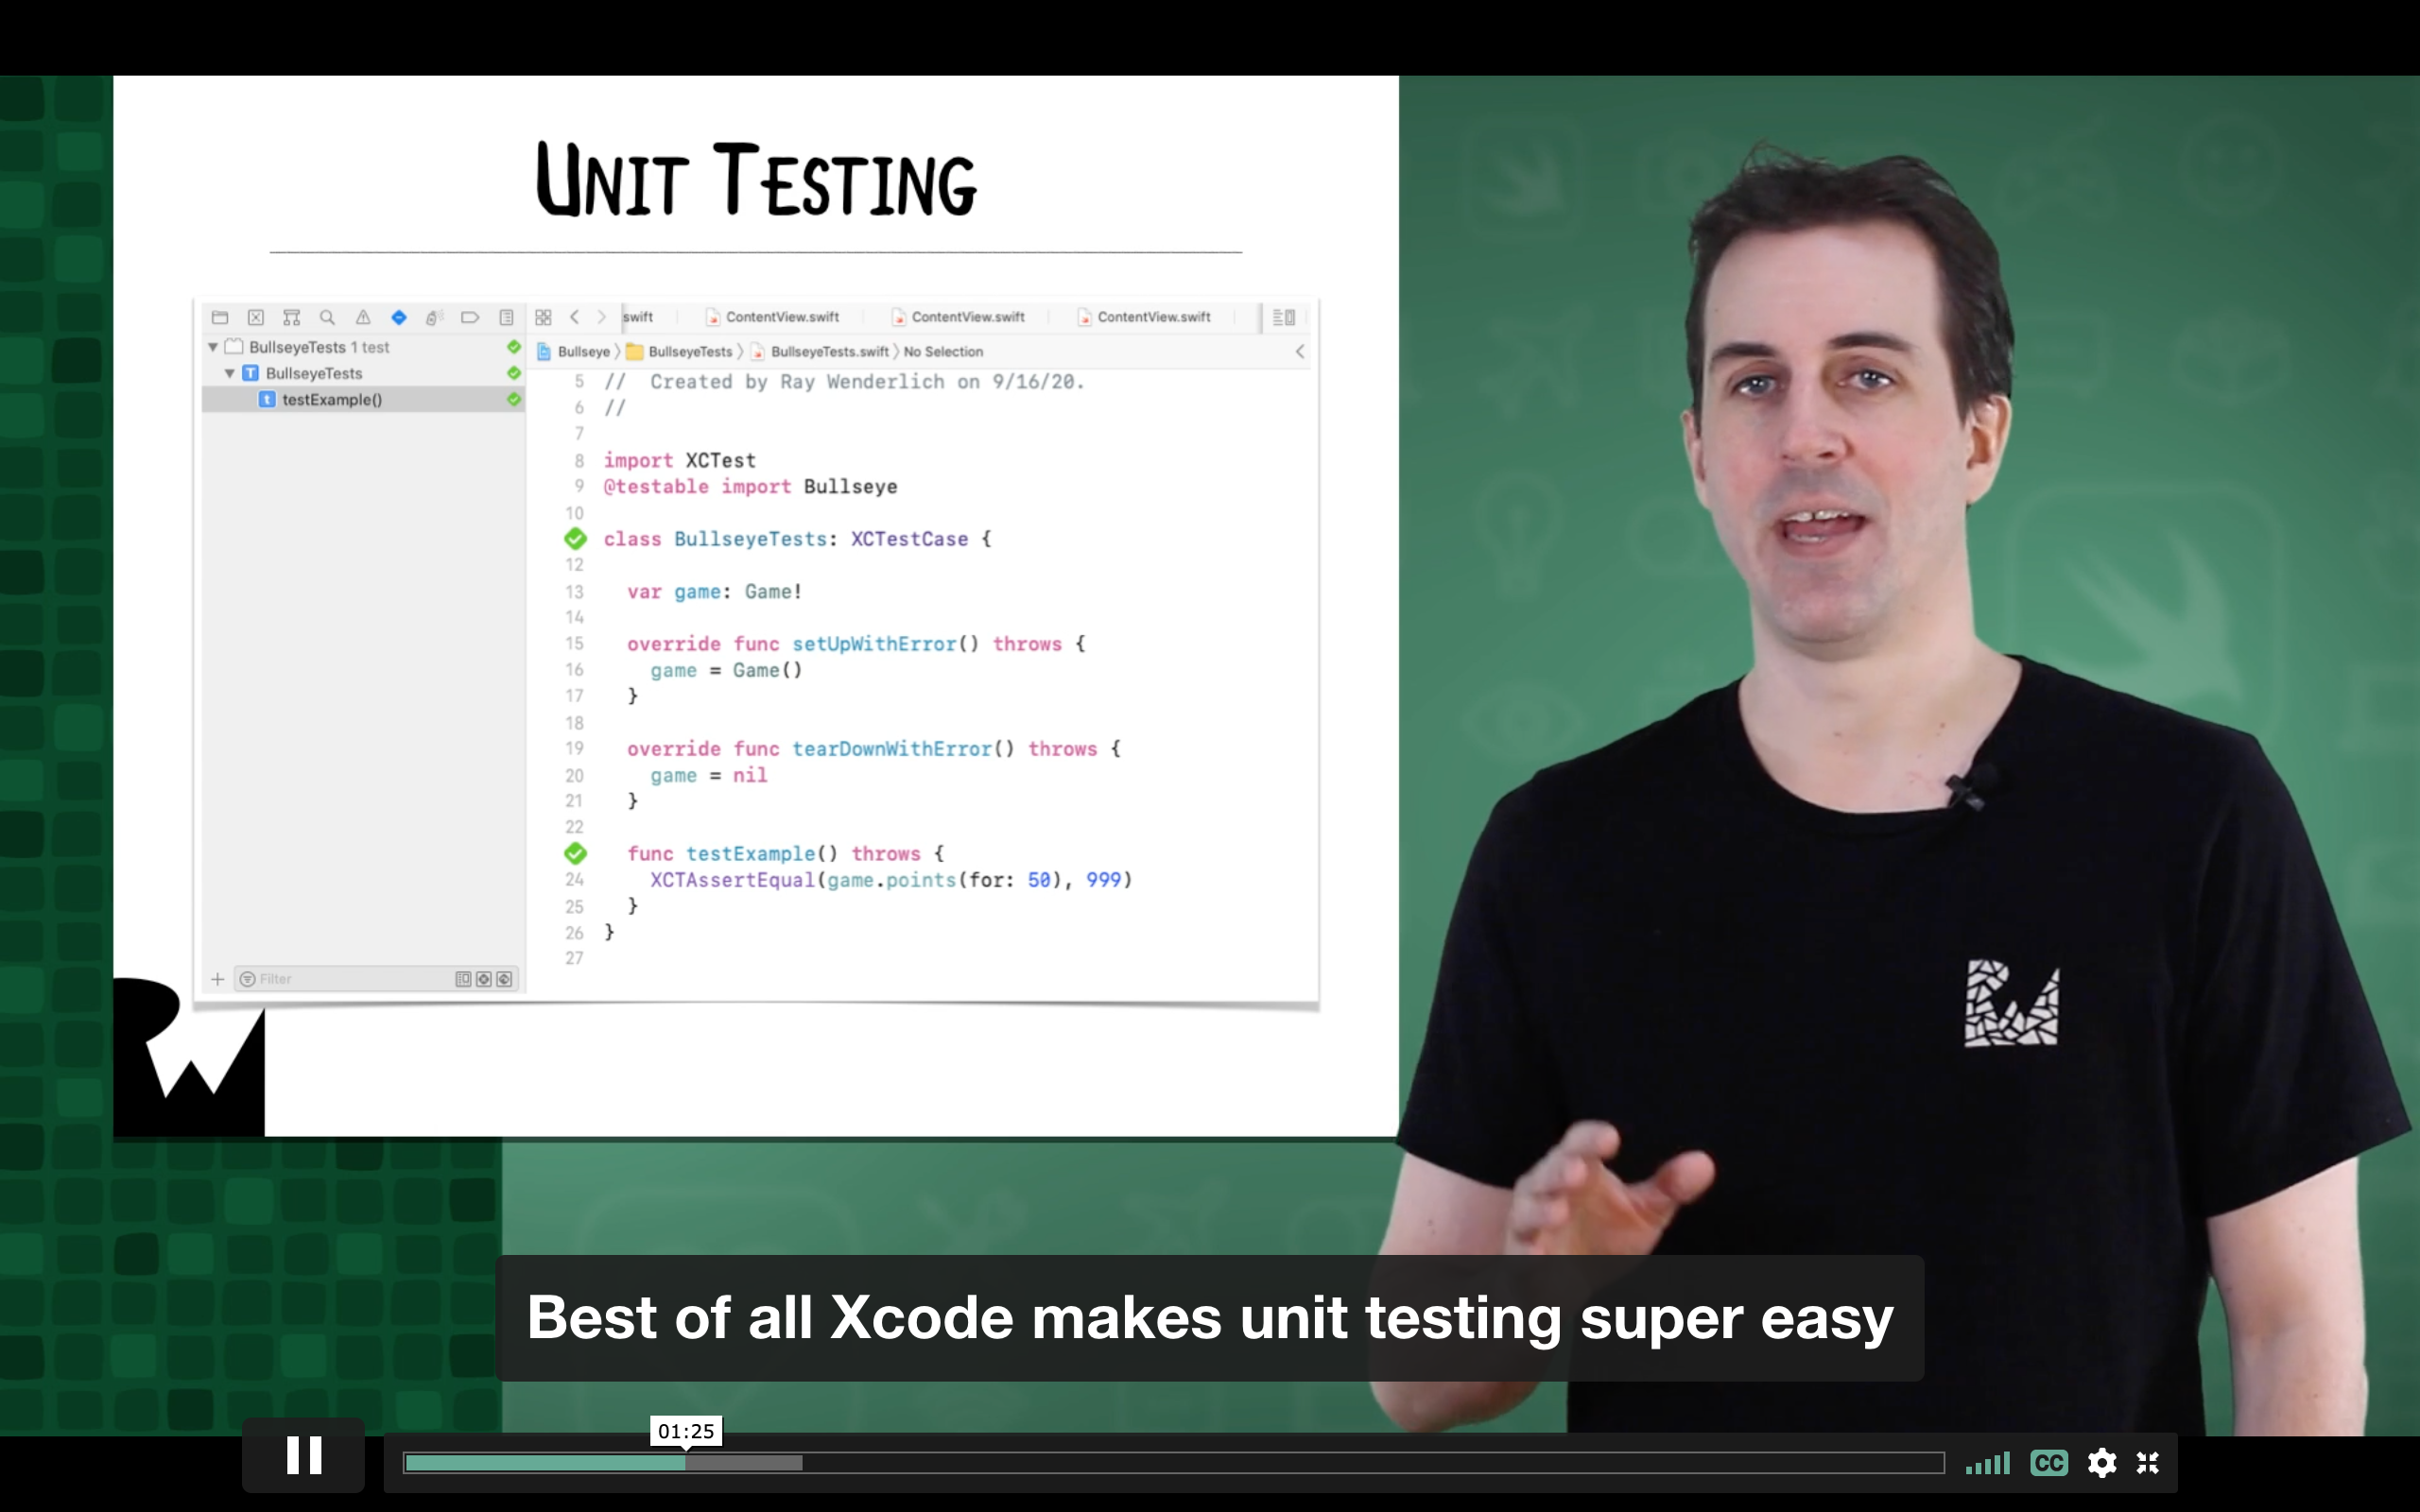 UNIT TESTING
swift
ContentView.swift
ContentView.swift
ContentView.swift
BullseyeTests 1 test
BullseyeTests
testExample()
Bullseye
BullseyeTests
BullseyeTests.swift
No Selection
5 //  Created by Ray Wenderlich on 9/16/20.
6 //
7
8 import XCTest
9 @testable import Bullseye
10
class BullseyeTests: XCTestCase {
12
13   var game: Game!
14
15   override func setUpWithError() throws {
16     game = Game()
17   }
18
19   override func tearDownWithError() throws {
20     game = nil
21   }
22
  func testExample() throws {
24     XCTAssertEqual(game.points(for: 50), 999)
25   }
26 }
27
Filter
RW
RW
Best of all Xcode makes unit testing super easy
01:25
CC